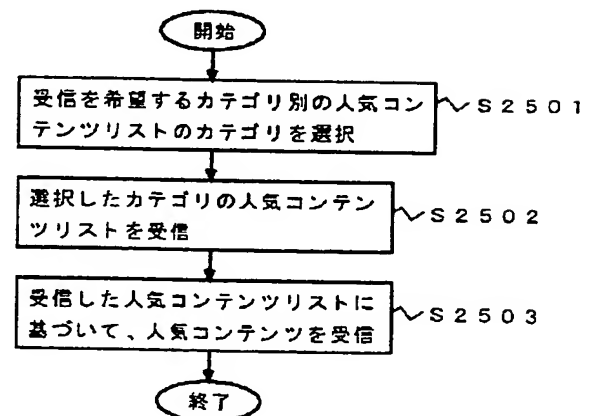 開始
受信を希望するカテゴリ別の人気コン
テンツリストのカテゴリを選択
S2501
選択したカテゴリの人気コンテン
ツリストを受信
S2502
受信した人気コンテンツリストに
基づいて、人気コンテンツを受信
S2503
終了